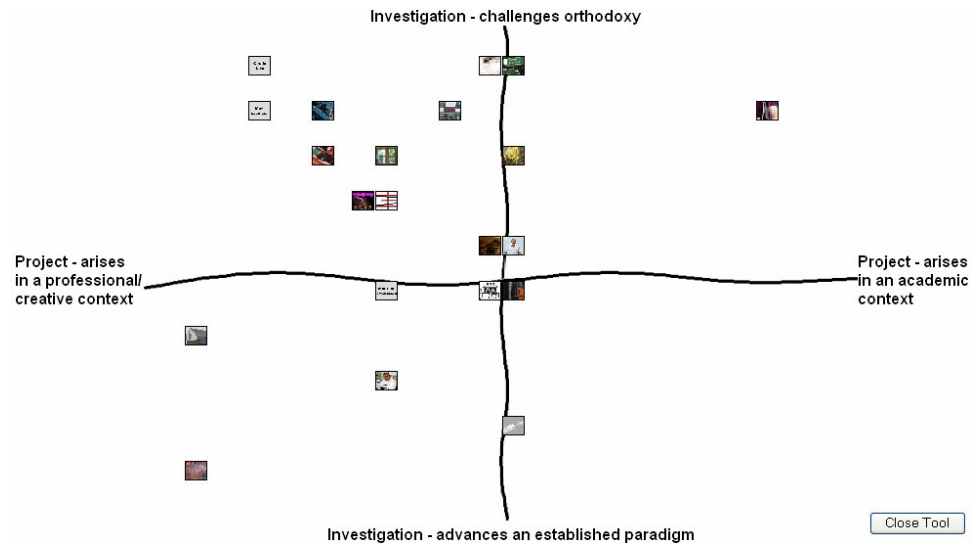 Investigation - challenges orthodoxy
Project - arises
in a professional/
creative context
Project - arises
in an academic
context
Investigation - advances an established paradigm
Close Tool